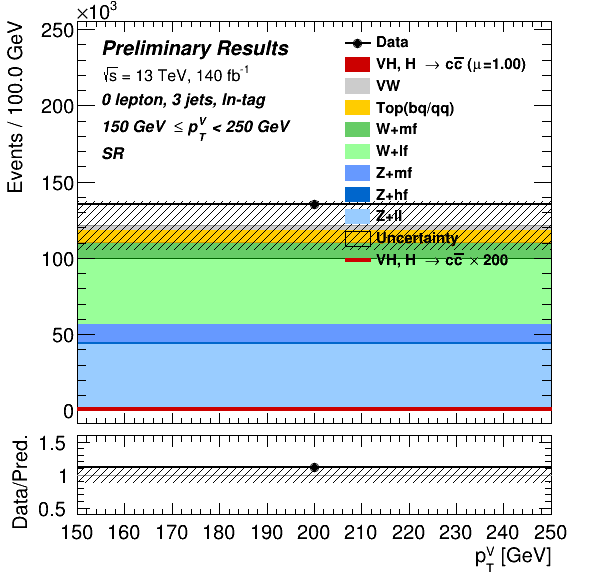 ×10³
Events / 100.0 GeV
250
200
150
100
50
0
Preliminary Results
√s = 13 TeV, 140 fb⁻¹
0 lepton, 3 jets, ln-tag
150 GeV ≤ p_T^V < 250 GeV
SR
Data
VH, H → cc̅ (μ=1.00)
VW
Top(bq/qq)
W+mf
W+lf
Z+mf
Z+hf
Z+ll
Uncertainty
VH, H → cc̅ × 200
Data/Pred.
1.5
1
0.5
150 160 170 180 190 200 210 220 230 240 250
p_T^V [GeV]